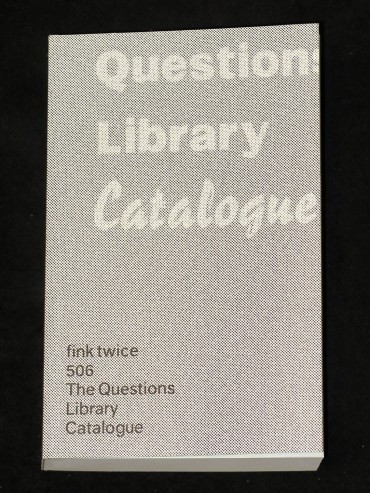 Questions
Library
Catalogue
fink twice
506
The Questions
Library
Catalogue